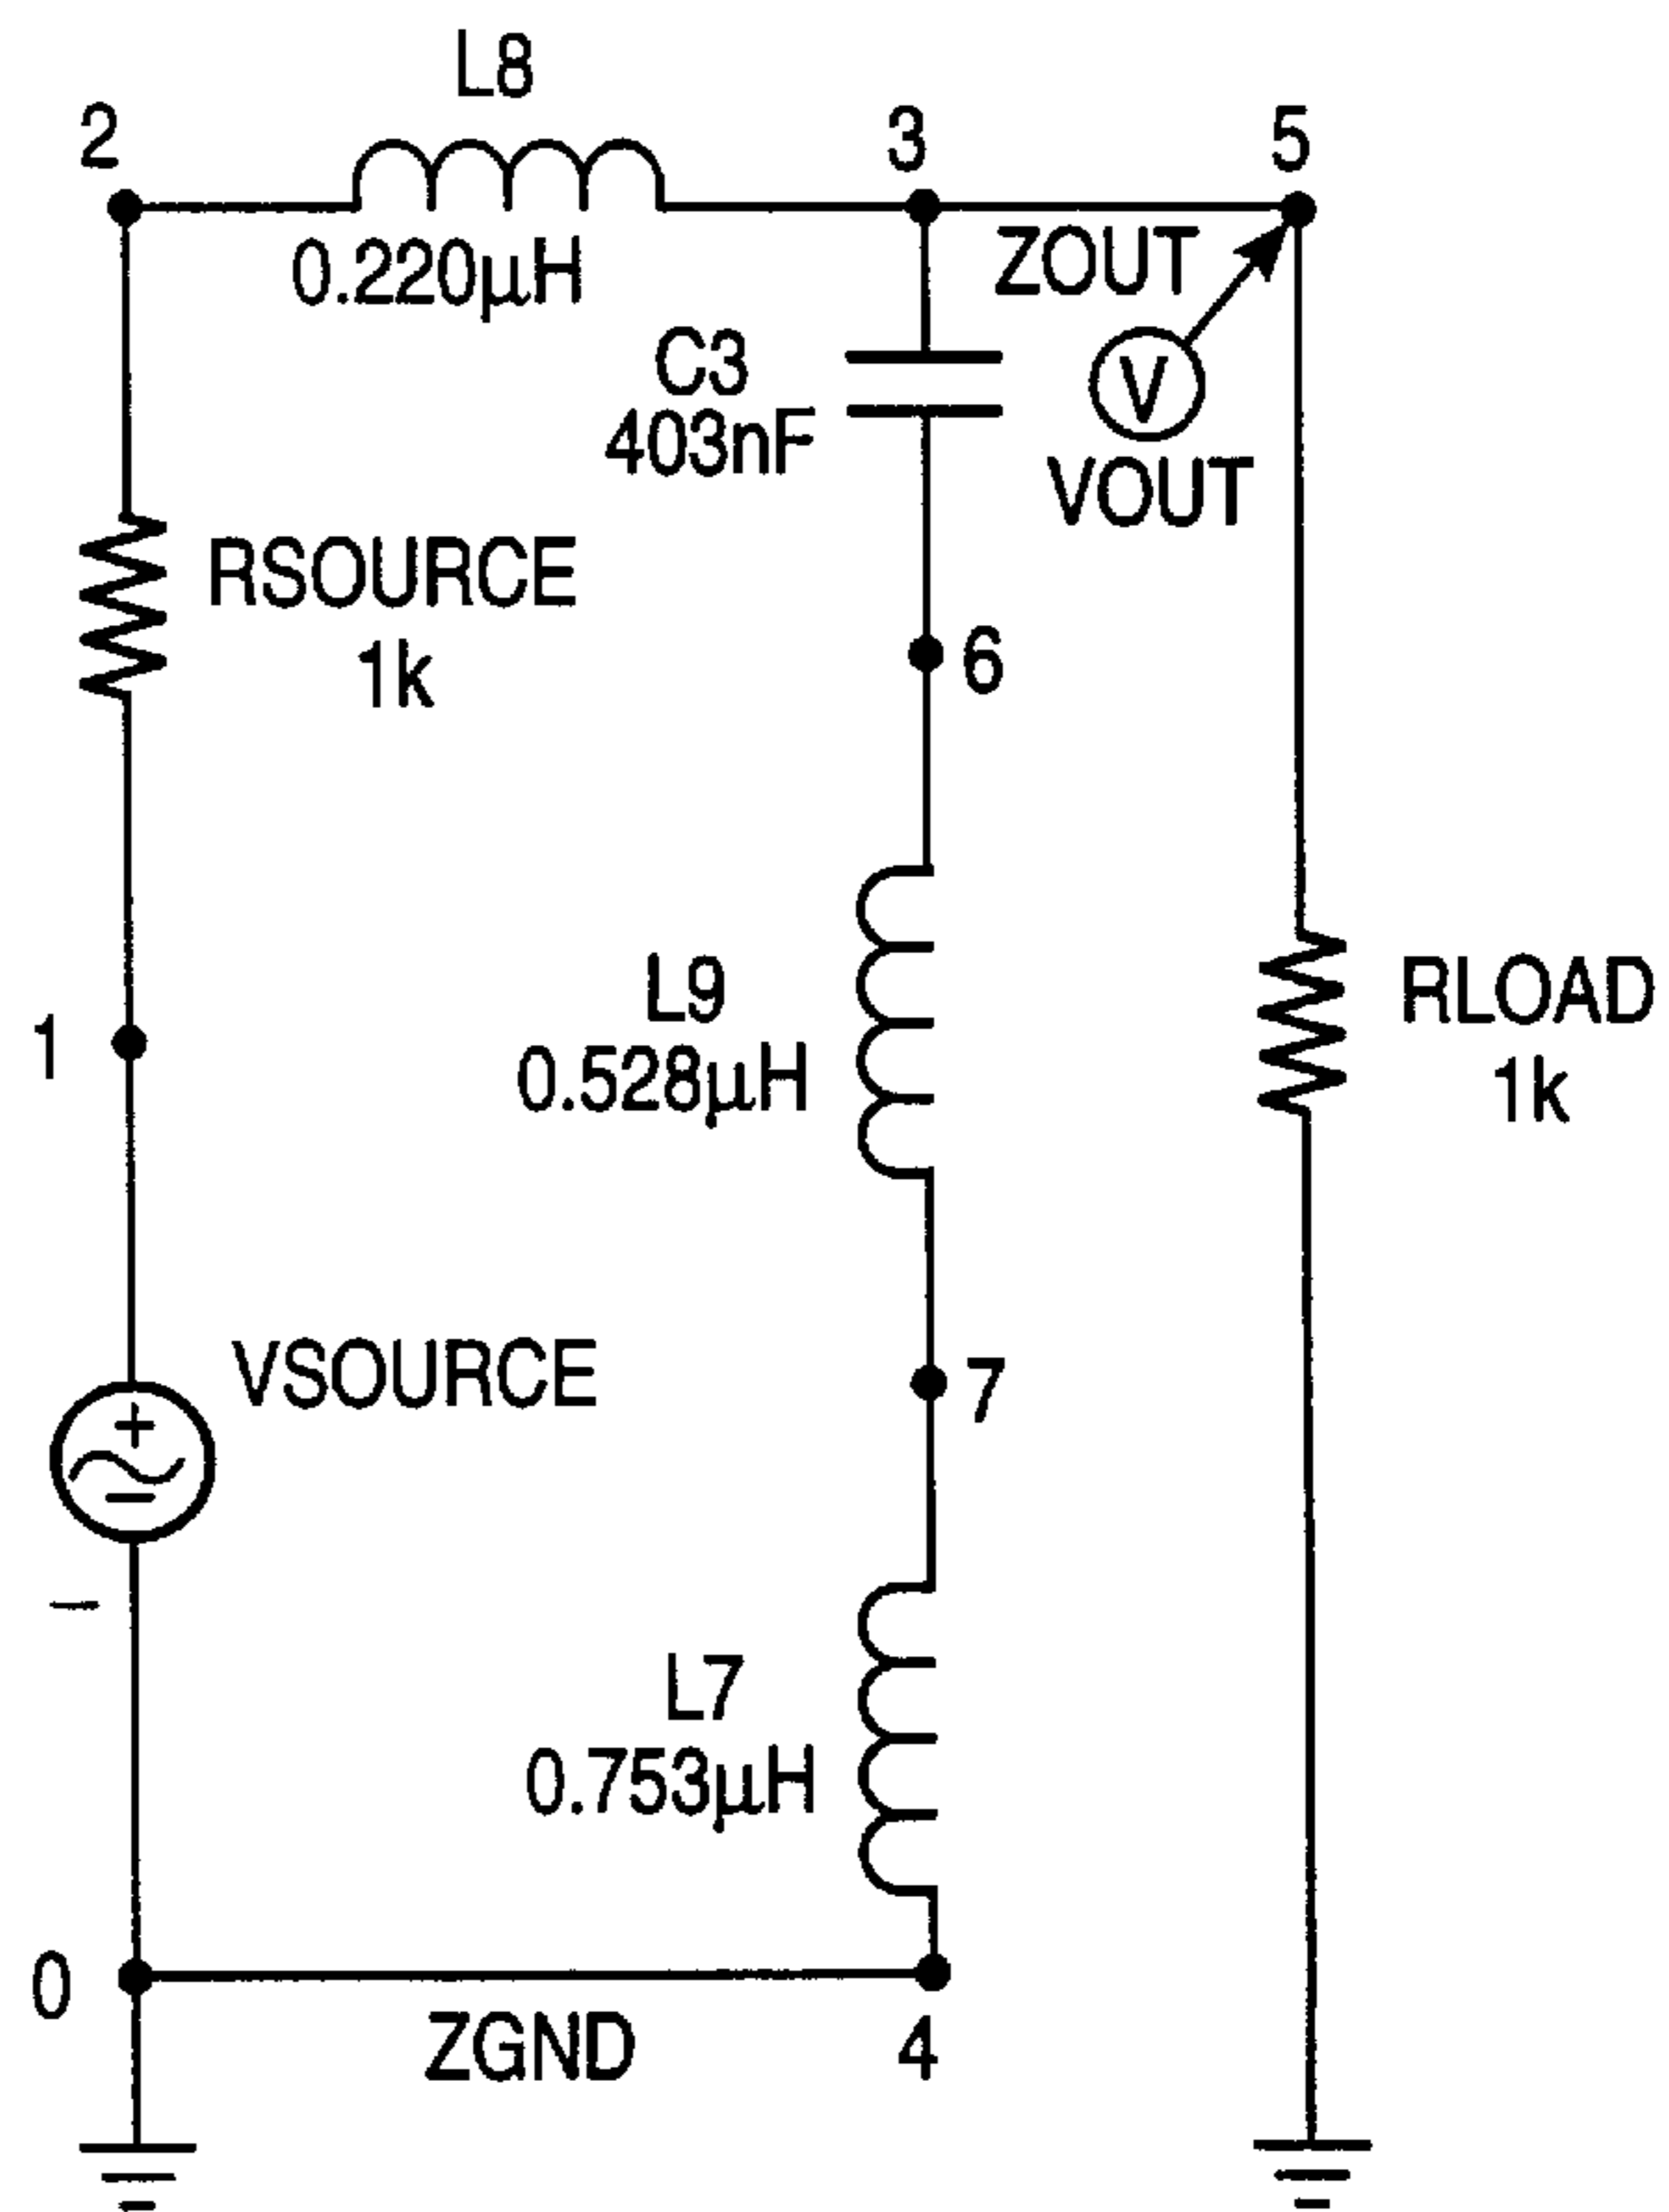 L8
2
3
5
0.220µH
ZOUT
C3
403nF
V
VOUT
RSOURCE
1k
6
1
L9
0.528µH
RLOAD
1k
VSOURCE
7
+
−
L7
0.753µH
0
ZGND
4